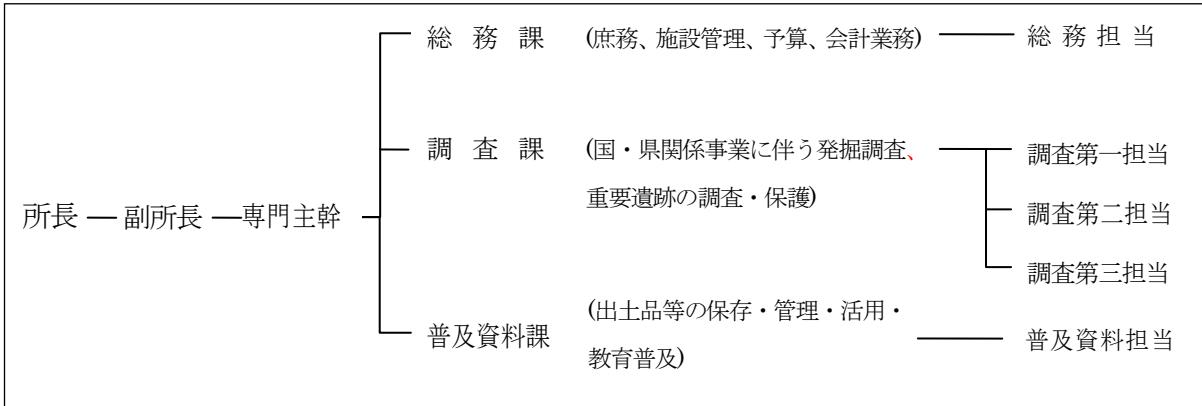 総務課 (庶務、施設管理、予算、会計業務) 総務担当
調査課 (国・県関係事業に伴う発掘調査、 調査第一担当
重要遺跡の調査・保護)
所長 副所長 専門主幹
調査第二担当
調査第三担当
(出土品等の保存・管理・活用・
普及資料課 普及資料担当
教育普及)